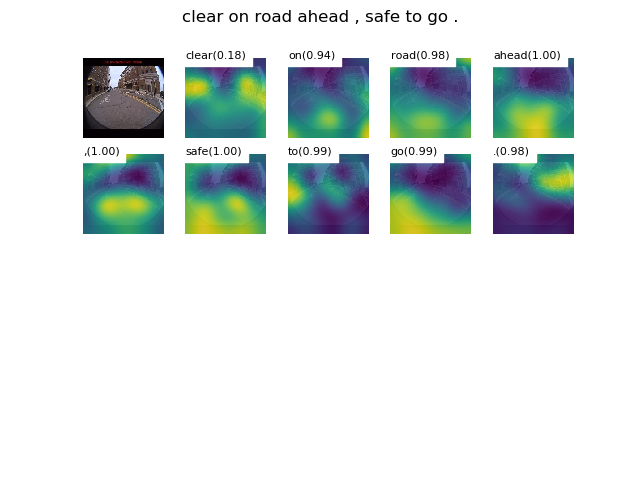 clear on road ahead , safe to go .
clear(0.18)
on(0.94)
road(0.98)
ahead(1.00)
,(1.00)
safe(1.00)
to(0.99)
go(0.99)
.(0.98)